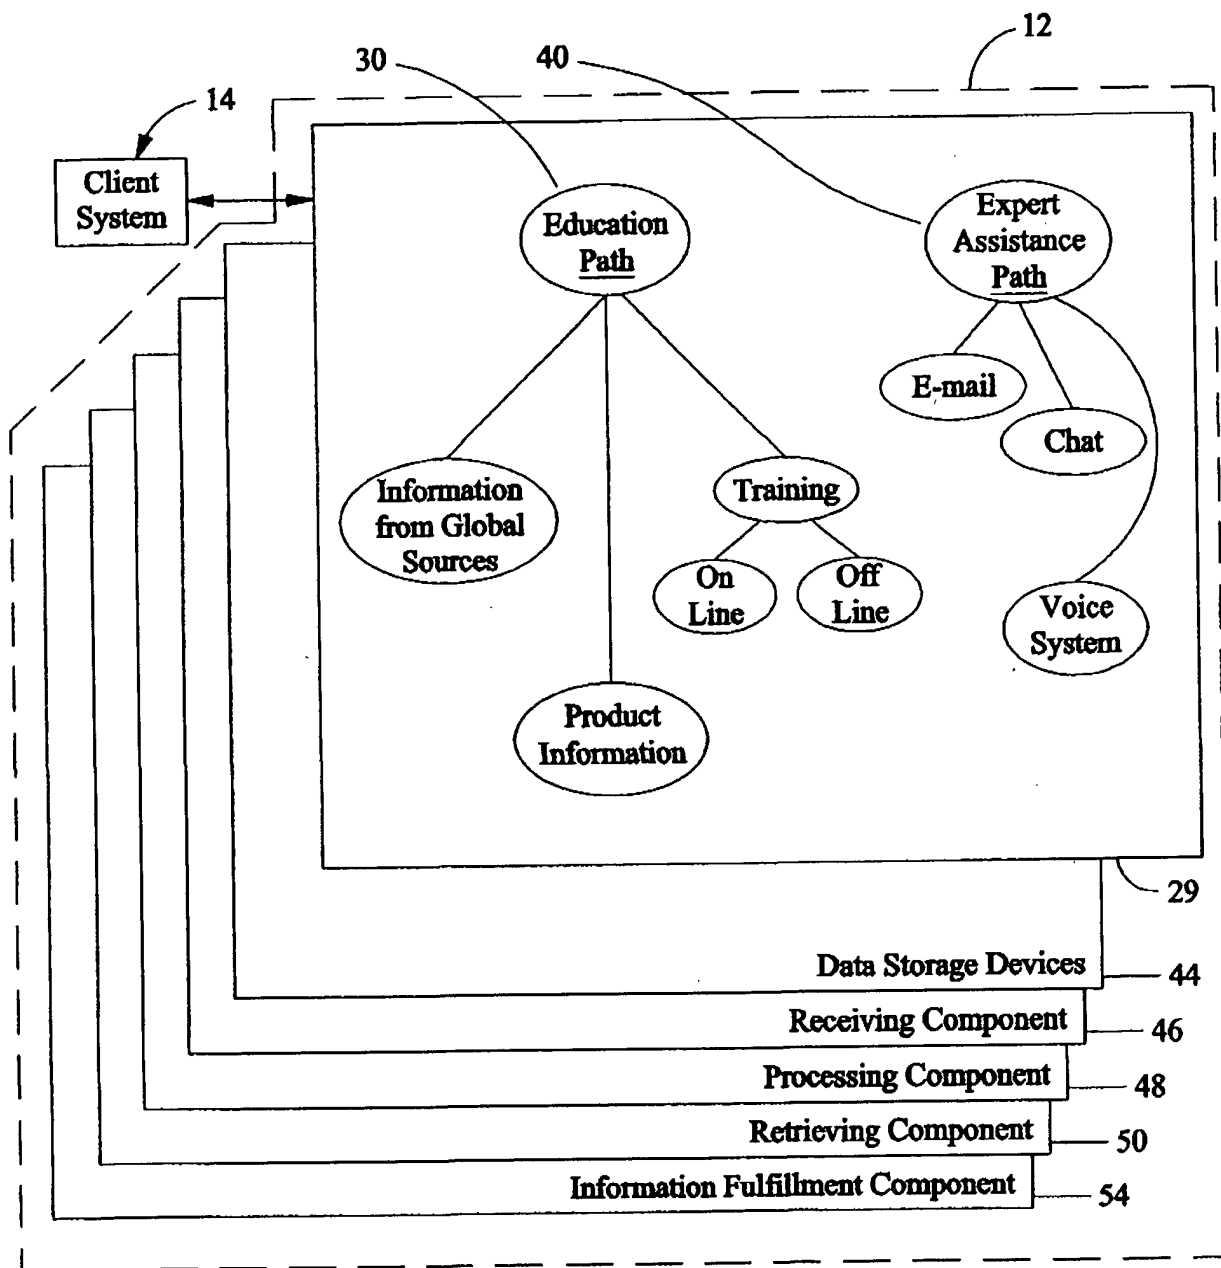 12
30
40
14
Client
System
Education
Path
Expert
Assistance
Path
E-mail
Chat
Information
from Global
Sources
Training
On
Line
Off
Line
Voice
System
Product
Information
29
Data Storage Devices
44
Receiving Component
46
Processing Component
48
Retrieving Component
50
Information Fulfillment Component
54